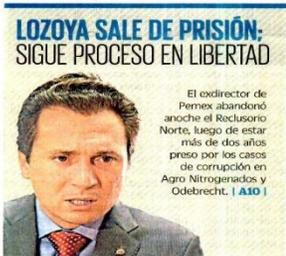 LOZOYA SALE DE PRISIÓN:
SIGUE PROCESO EN LIBERTAD
El exdirector de
Pemex abandonó
anoche el Reclusorio
Norte, luego de estar
más de dos años
preso por los casos
de corrupción en
Agro Nitrogenados y
Odebrecht. | A10 |